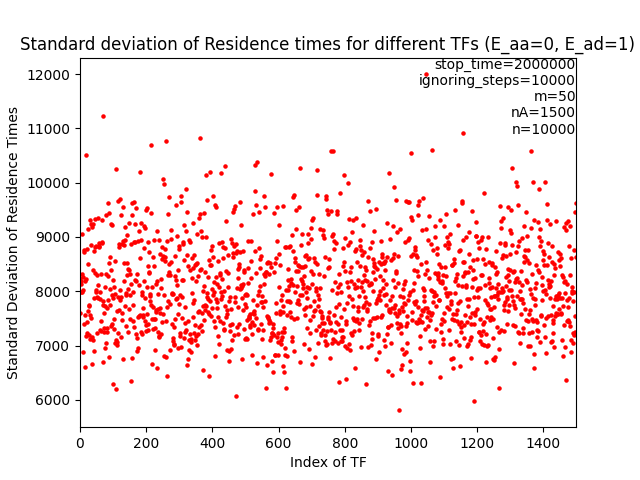 Standard deviation of Residence times for different TFs (E_aa=0, E_ad=1)
stop_time=2000000
ignoring_steps=10000
m=50
nA=1500
n=10000
Standard Deviation of Residence Times
12000
11000
10000
9000
8000
7000
6000
0 200 400 600 800 1000 1200 1400
Index of TF